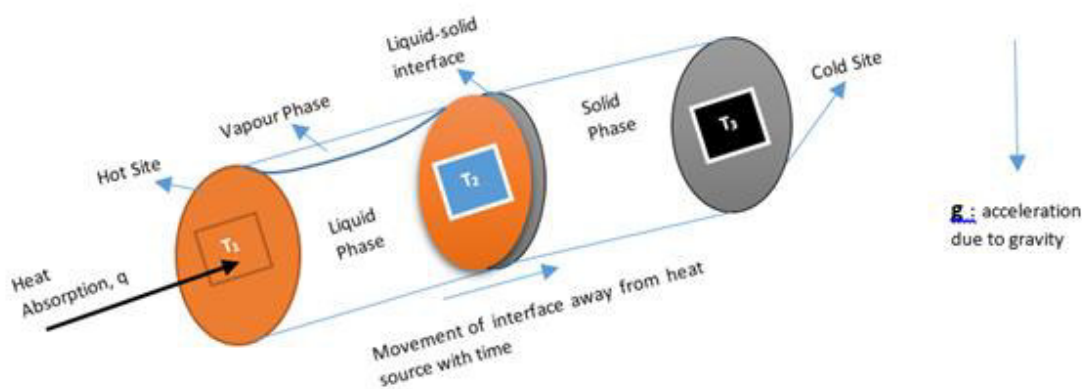 Liquid-solid
interface
Vapour Phase
Hot Site
Solid
Phase
Cold Site
T₁
T₂
T₃
Liquid
Phase
Heat
Absorption, q
Movement of interface away from heat
source with time
g : acceleration
due to gravity